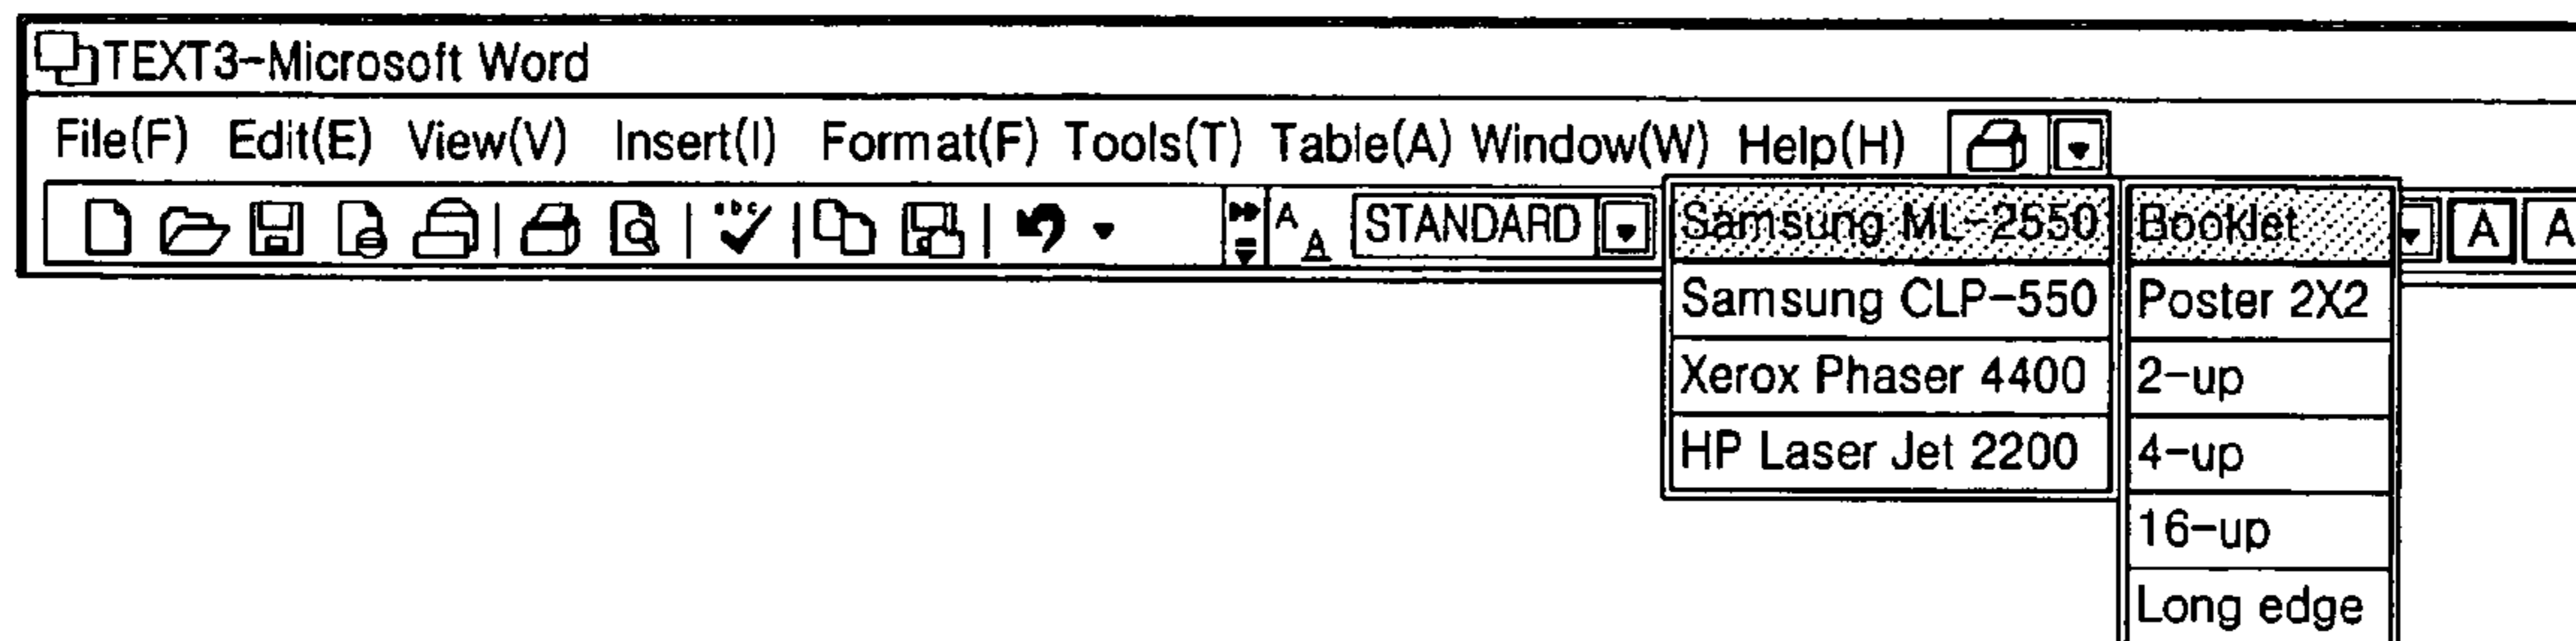 TEXT3-Microsoft Word
File(F) Edit(E) View(V) Insert(I) Format(F) Tools(T) Table(A) Window(W) Help(H)
abc A A STANDARD Samsung ML-2550 Booklet A A
Samsung CLP-550 Poster 2X2
Xerox Phaser 4400 2-up
HP Laser Jet 2200 4-up
16-up
Long edge